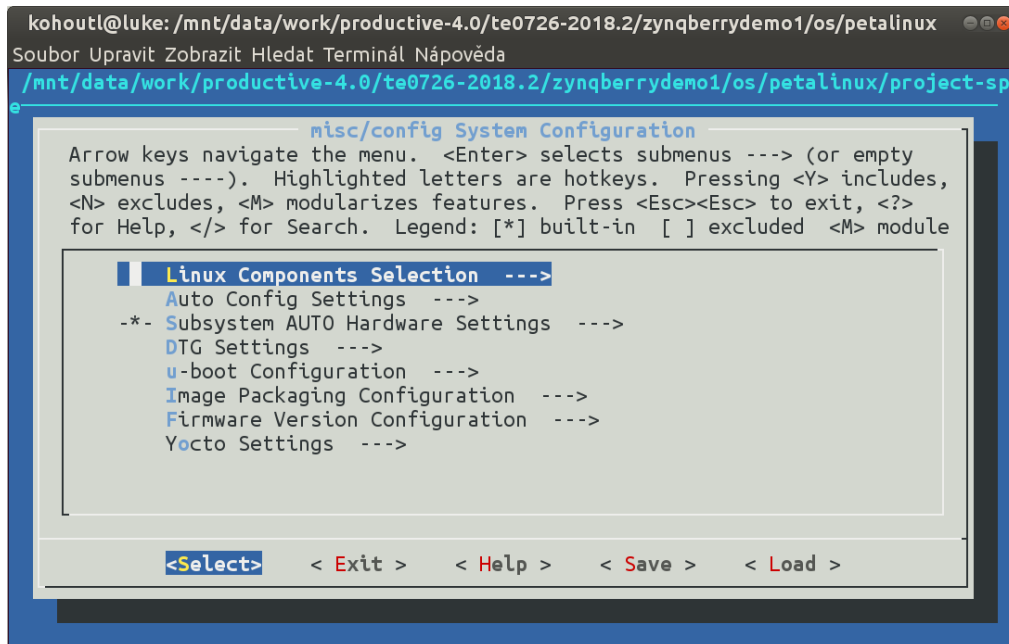 kohoutl@luke: /mnt/data/work/productive-4.0/te0726-2018.2/zynqberrydemo1/os/petalinux
Soubor Upravit Zobrazit Hledat Terminál Nápověda
/mnt/data/work/productive-4.0/te0726-2018.2/zynqberrydemo1/os/petalinux/project-sp
e
misc/config System Configuration
Arrow keys navigate the menu. <Enter> selects submenus ---> (or empty
submenus ----). Highlighted letters are hotkeys. Pressing <Y> includes,
<N> excludes, <M> modularizes features. Press <Esc><Esc> to exit, <?>
for Help, </> for Search. Legend: [*] built-in [ ] excluded <M> module
Linux Components Selection --->
Auto Config Settings --->
-*- Subsystem AUTO Hardware Settings --->
DTG Settings --->
u-boot Configuration --->
Image Packaging Configuration --->
Firmware Version Configuration --->
Yocto Settings --->
<Select> < Exit > < Help > < Save > < Load >